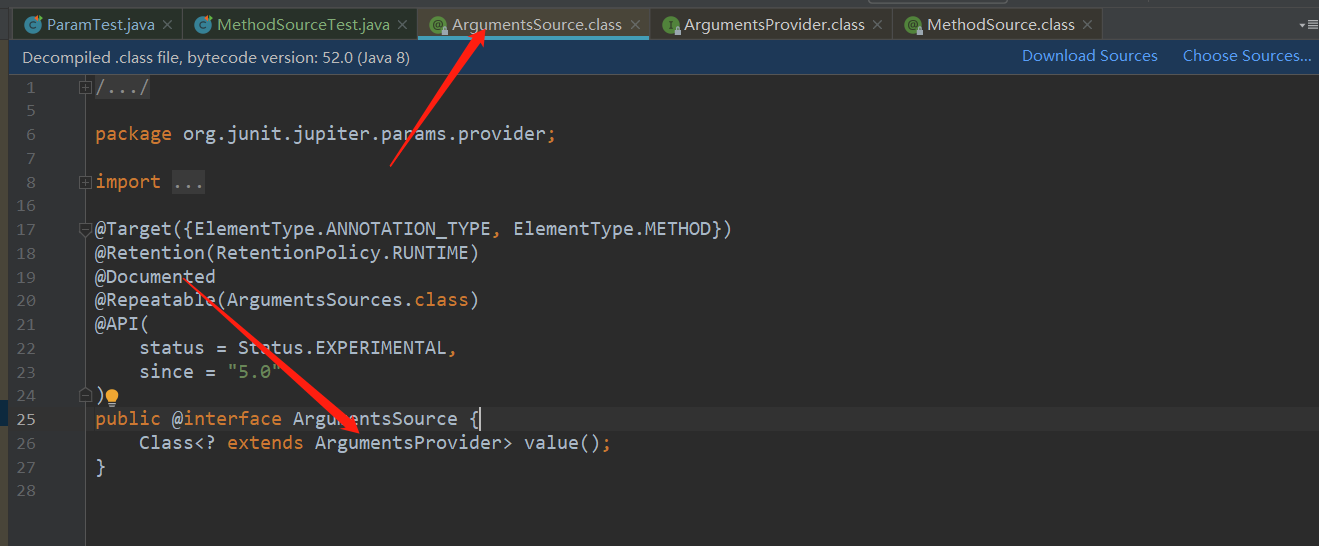 ParamTest.java MethodSourceTest.java ArgumentsSource.class ArgumentsProvider.class MethodSource.class
Decompiled .class file, bytecode version: 52.0 (Java 8) Download Sources Choose Sources...
1 /.../
5
6 package org.junit.jupiter.params.provider;
7
8 import ...
16
17 @Target({ElementType.ANNOTATION_TYPE, ElementType.METHOD})
18 @Retention(RetentionPolicy.RUNTIME)
19 @Documented
20 @Repeatable(ArgumentsSources.class)
21 @API(
22 status = Status.EXPERIMENTAL,
23 since = "5.0"
24 )
25 public @interface ArgumentsSource {
26 Class<? extends ArgumentsProvider> value();
27 }
28